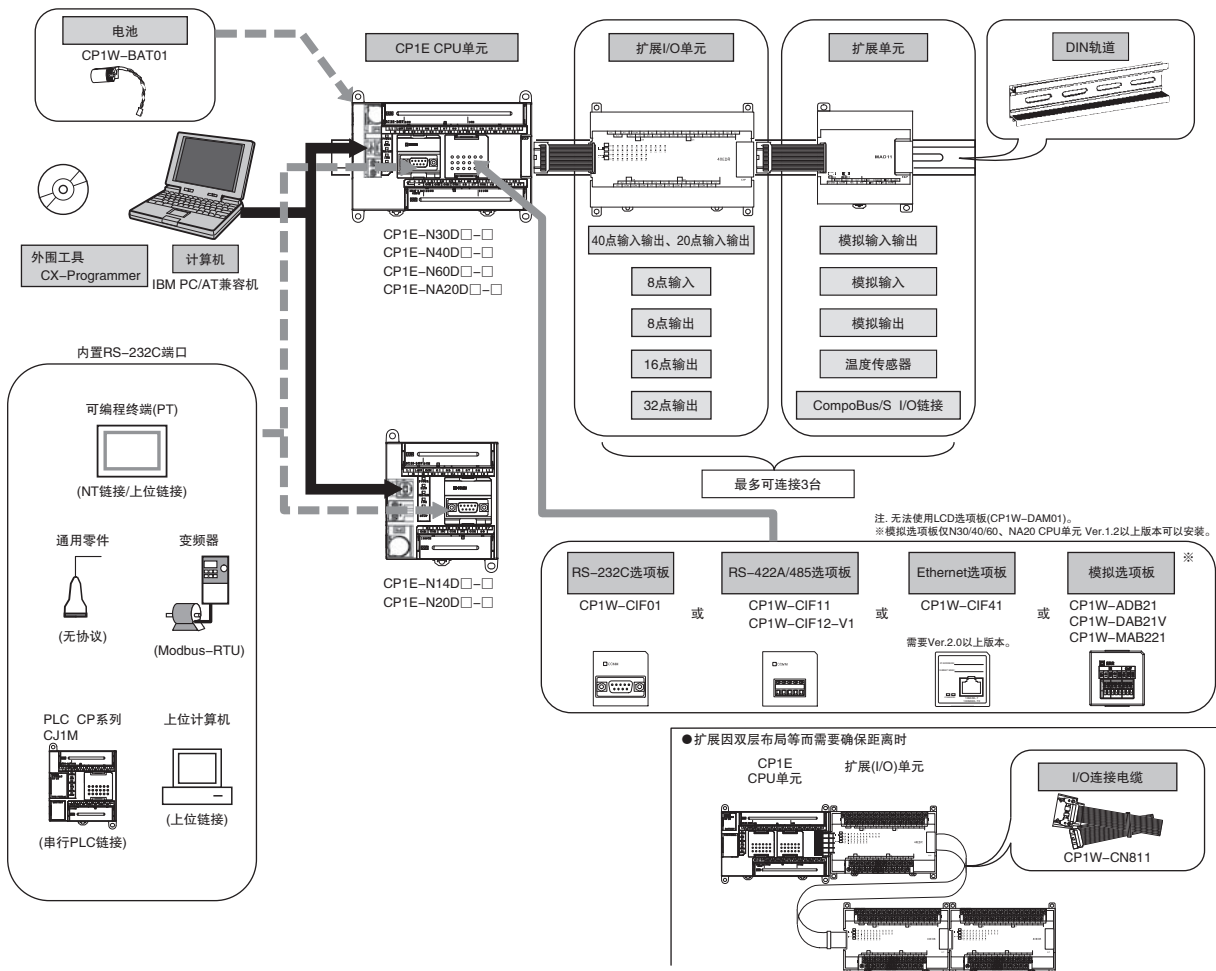 电池
CP1W-BAT01
CP1E CPU单元
扩展I/O单元
扩展单元
DIN轨道
MAD11
外围工具
CX-Programmer
计算机
IBM PC/AT兼容机
CP1E-N30D□-□
CP1E-N40D□-□
CP1E-N60D□-□
CP1E-NA20D□-□
40点输入输出、20点输入输出
8点输入
8点输出
16点输出
32点输出
模拟输入输出
模拟输入
模拟输出
温度传感器
CompoBus/S I/O链接
最多可连接3台
内置RS-232C端口
可编程终端(PT)
(NT链接/上位链接)
通用零件
(无协议)
变频器
(Modbus-RTU)
PLC CP系列
CJ1M
(串行PLC链接)
上位计算机
(上位链接)
CP1E-N14D□-□
CP1E-N20D□-□
注. 无法使用LCD选项板(CP1W-DAM01)。
※模拟选项板仅N30/40/60、NA20 CPU单元 Ver.1.2以上版本可以安装。
RS-232C选项板
CP1W-CIF01
或
RS-422A/485选项板
CP1W-CIF11
CP1W-CIF12-V1
或
Ethernet选项板
CP1W-CIF41
需要Ver.2.0以上版本。
或
模拟选项板
※
CP1W-ADB21
CP1W-DAB21V
CP1W-MAB221
●扩展因双层布局等而需要确保距离时
CP1E
CPU单元
扩展(I/O)单元
I/O连接电缆
CP1W-CN811